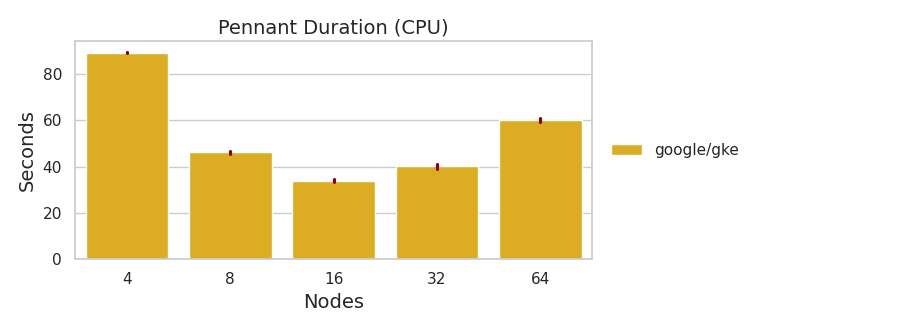 Pennant Duration (CPU)
Seconds
80
60
40
20
0
4 8 16 32 64
Nodes
google/gke